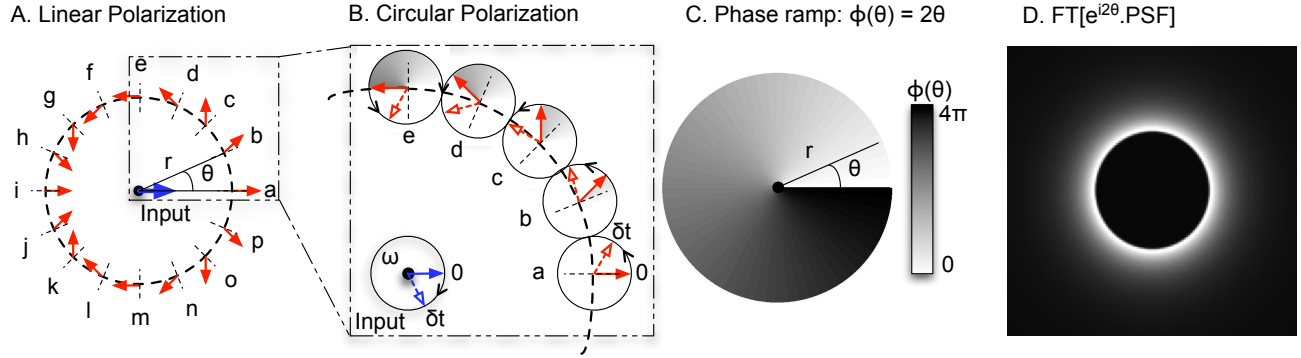 A. Linear Polarization
e
f
d
g
c
h
b
r
θ
i
a
Input
j
p
k
o
l
n
m
B. Circular Polarization
e
d
c
b
δt
ω
a
0
0
δt
Input
C. Phase ramp: ϕ(θ) = 2θ
ϕ(θ)
4π
r
θ
0
D. FT[e^{i2θ}.PSF]